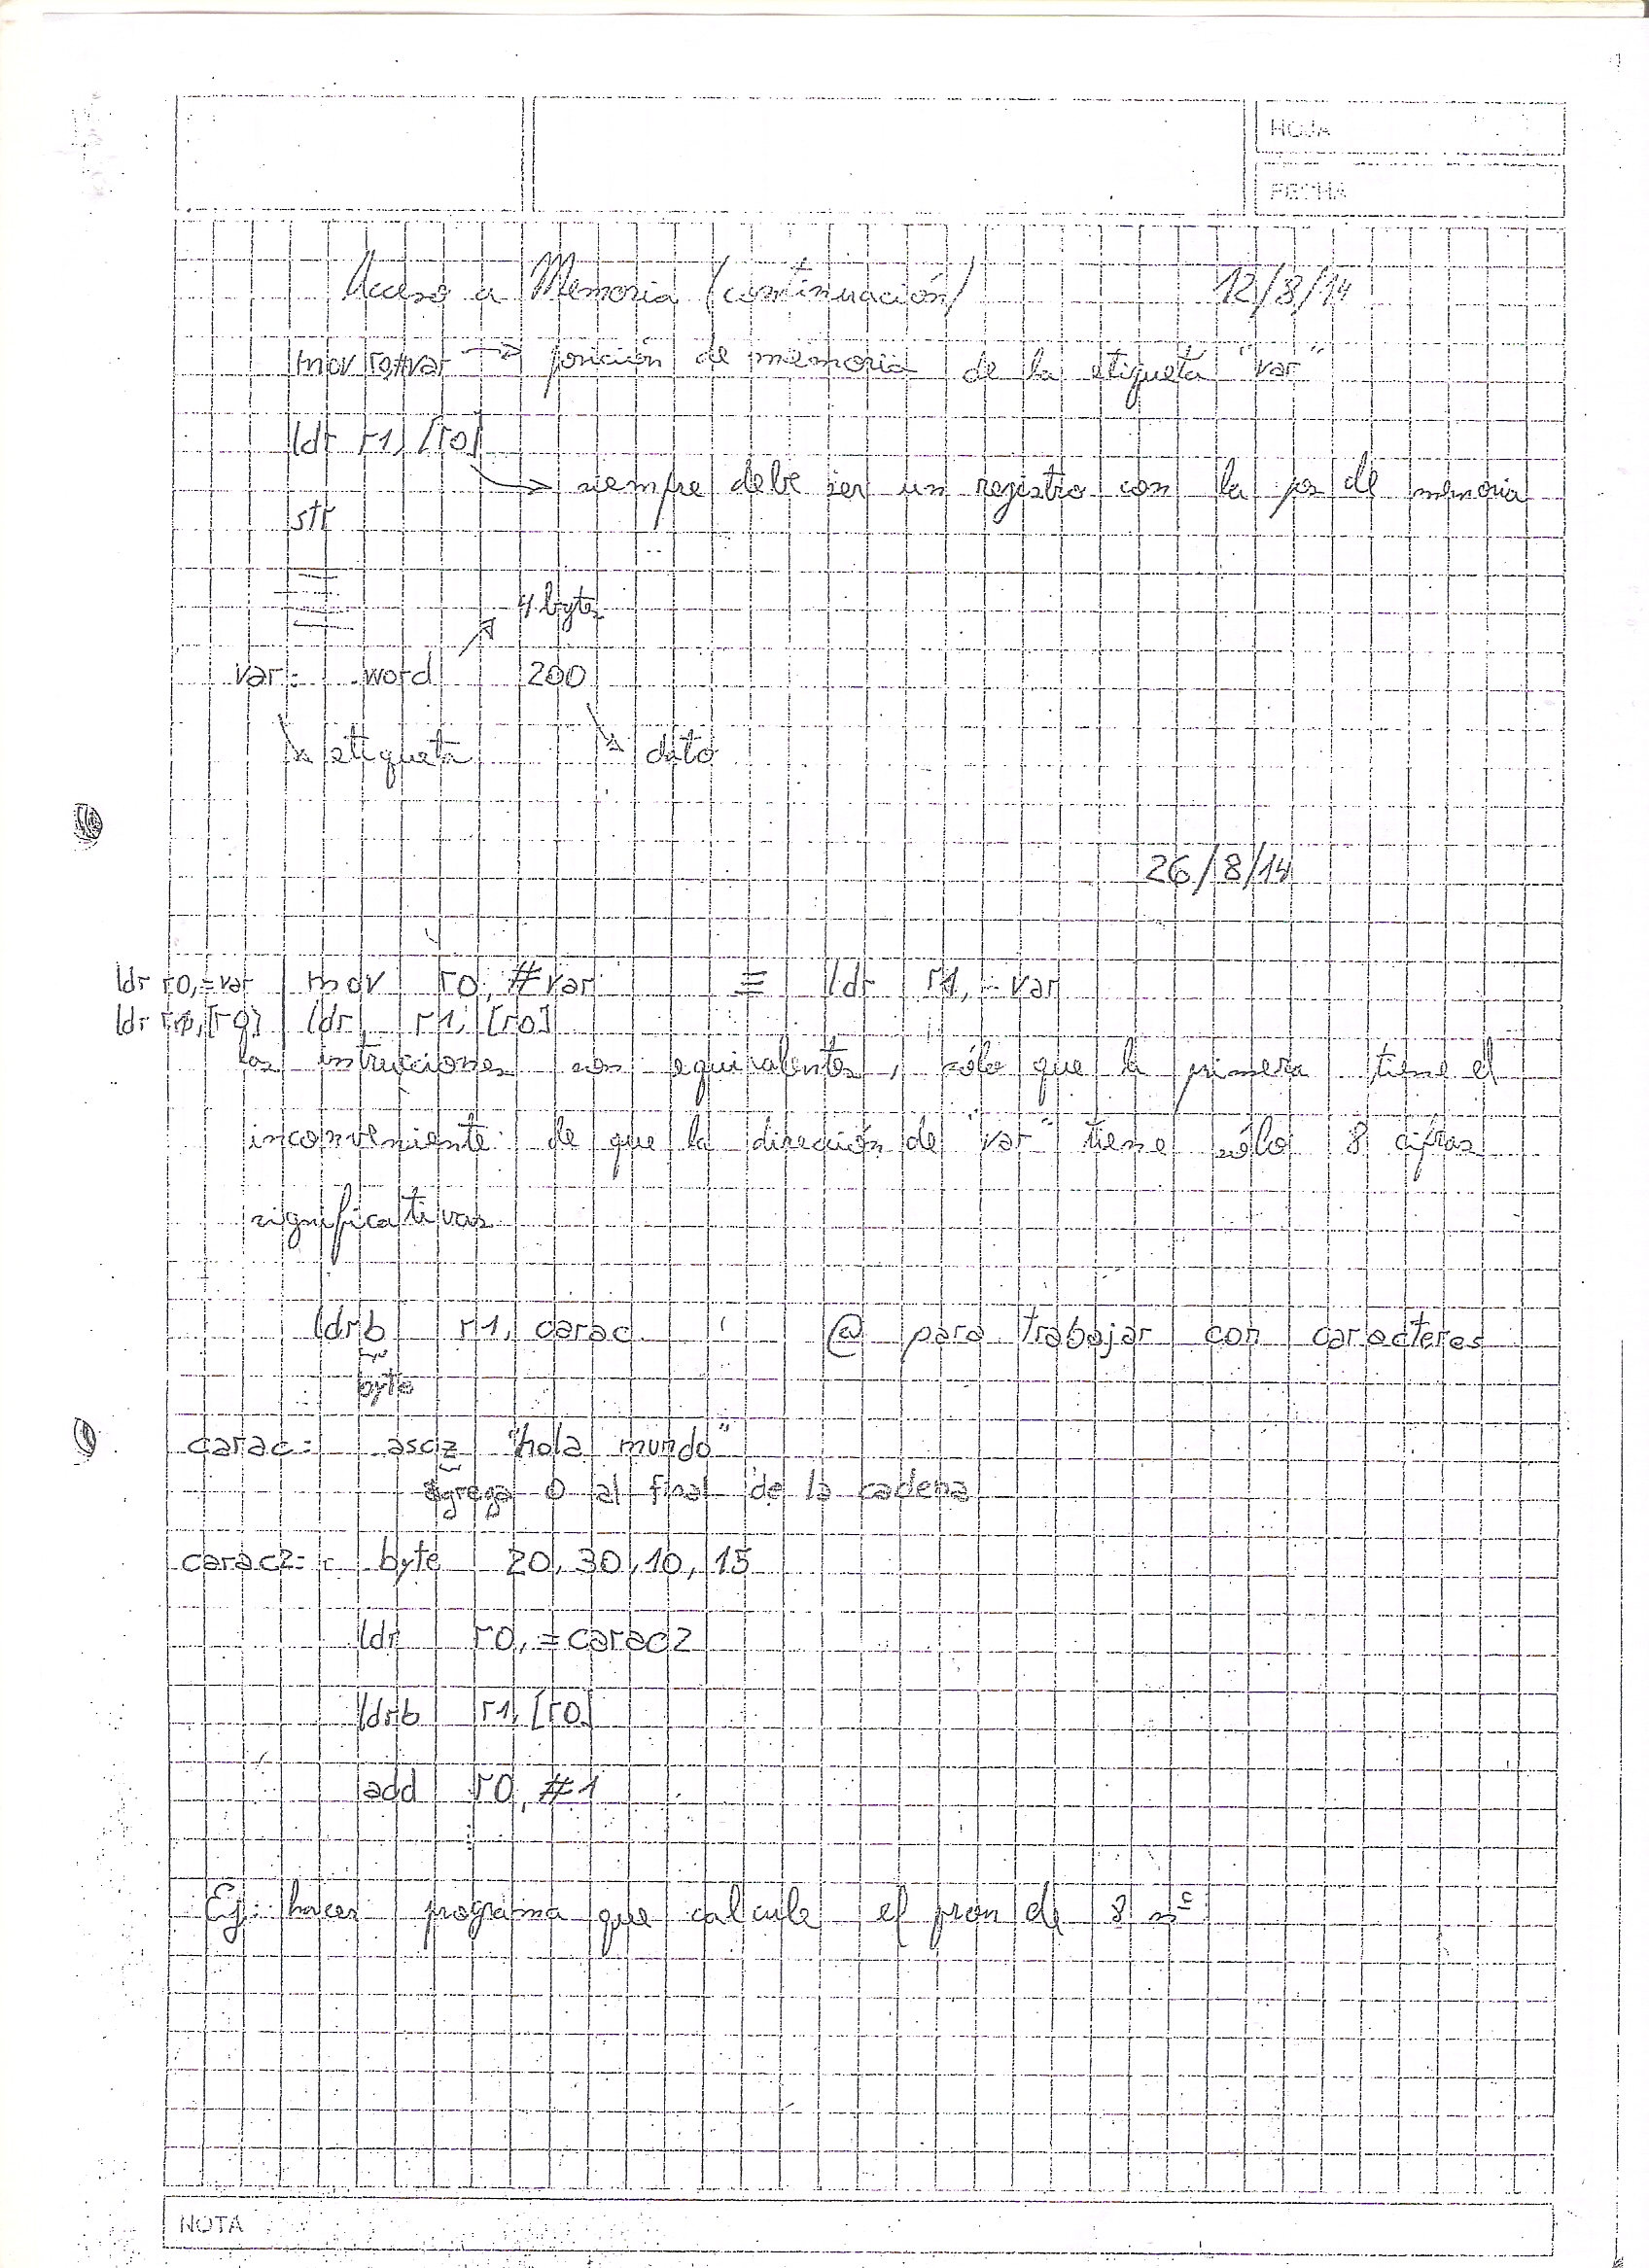 HOJA
FECHA
Acceso a Memoria (continuación) 12/8/14
mov r0,#var → posición de memoria de la etiqueta "var"
ldr r1, [r0]
→ siempre debe ser un registro con la pos de memoria
str
4 bytes
var: .word 200
etiqueta dato
26/8/14
ldr r0,=var mov r0, #var ≡ ldr r1, =var
ldr [r0] ldr r1, [r0]
las instrucciones son equivalentes, sólo que la primera tiene el
inconveniente de que la dirección de "var" tiene sólo 8 cifras
significativas
ldrb r1, carac @ para trabajar con caracteres
byte
carac: asciz "hola mundo"
agrega 0 al final de la cadena
carac2: byte 20, 30, 10, 15
ldr r0, =carac2
ldrb r1, [r0]
add r0, #1
Ej: hacer programa que calcule el prom de 8 nº
NOTA